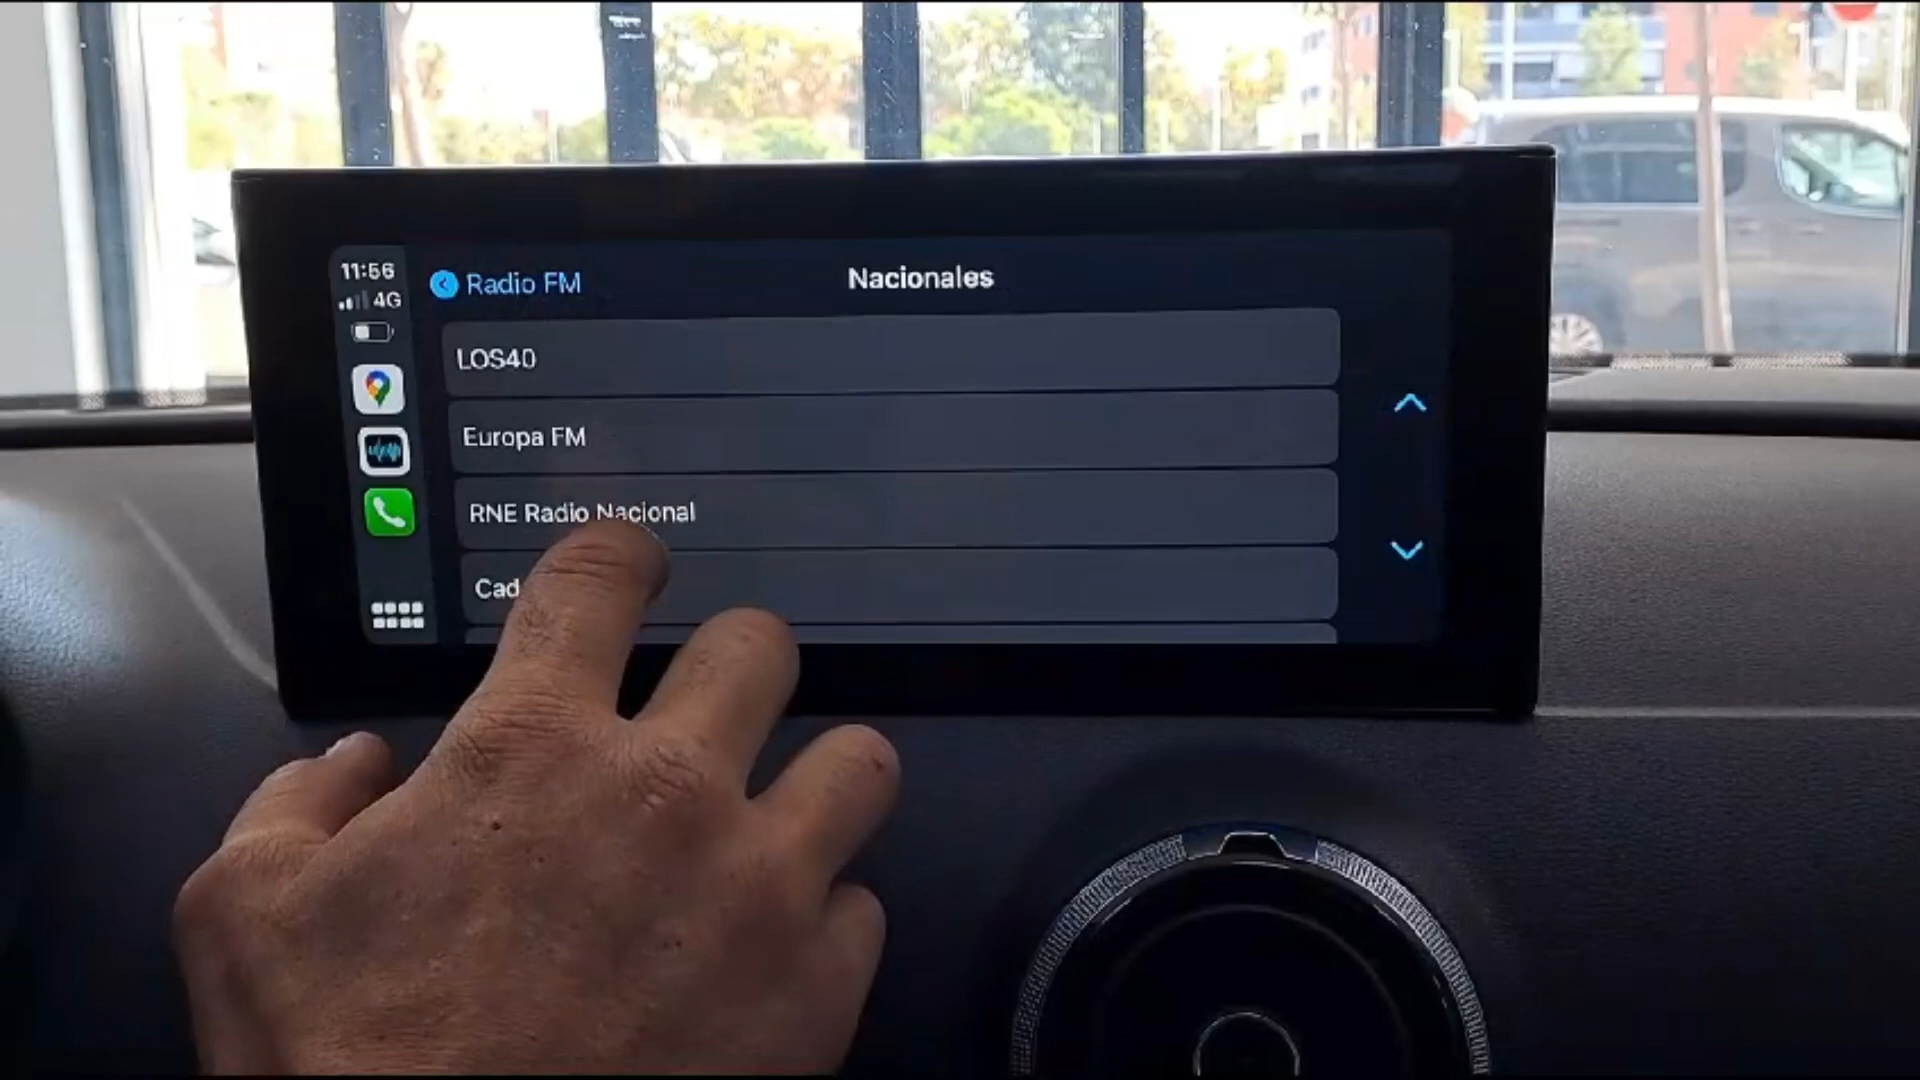 11:56
4G
Radio FM
Nacionales
LOS40
Europa FM
RNE Radio Nacional
Cad